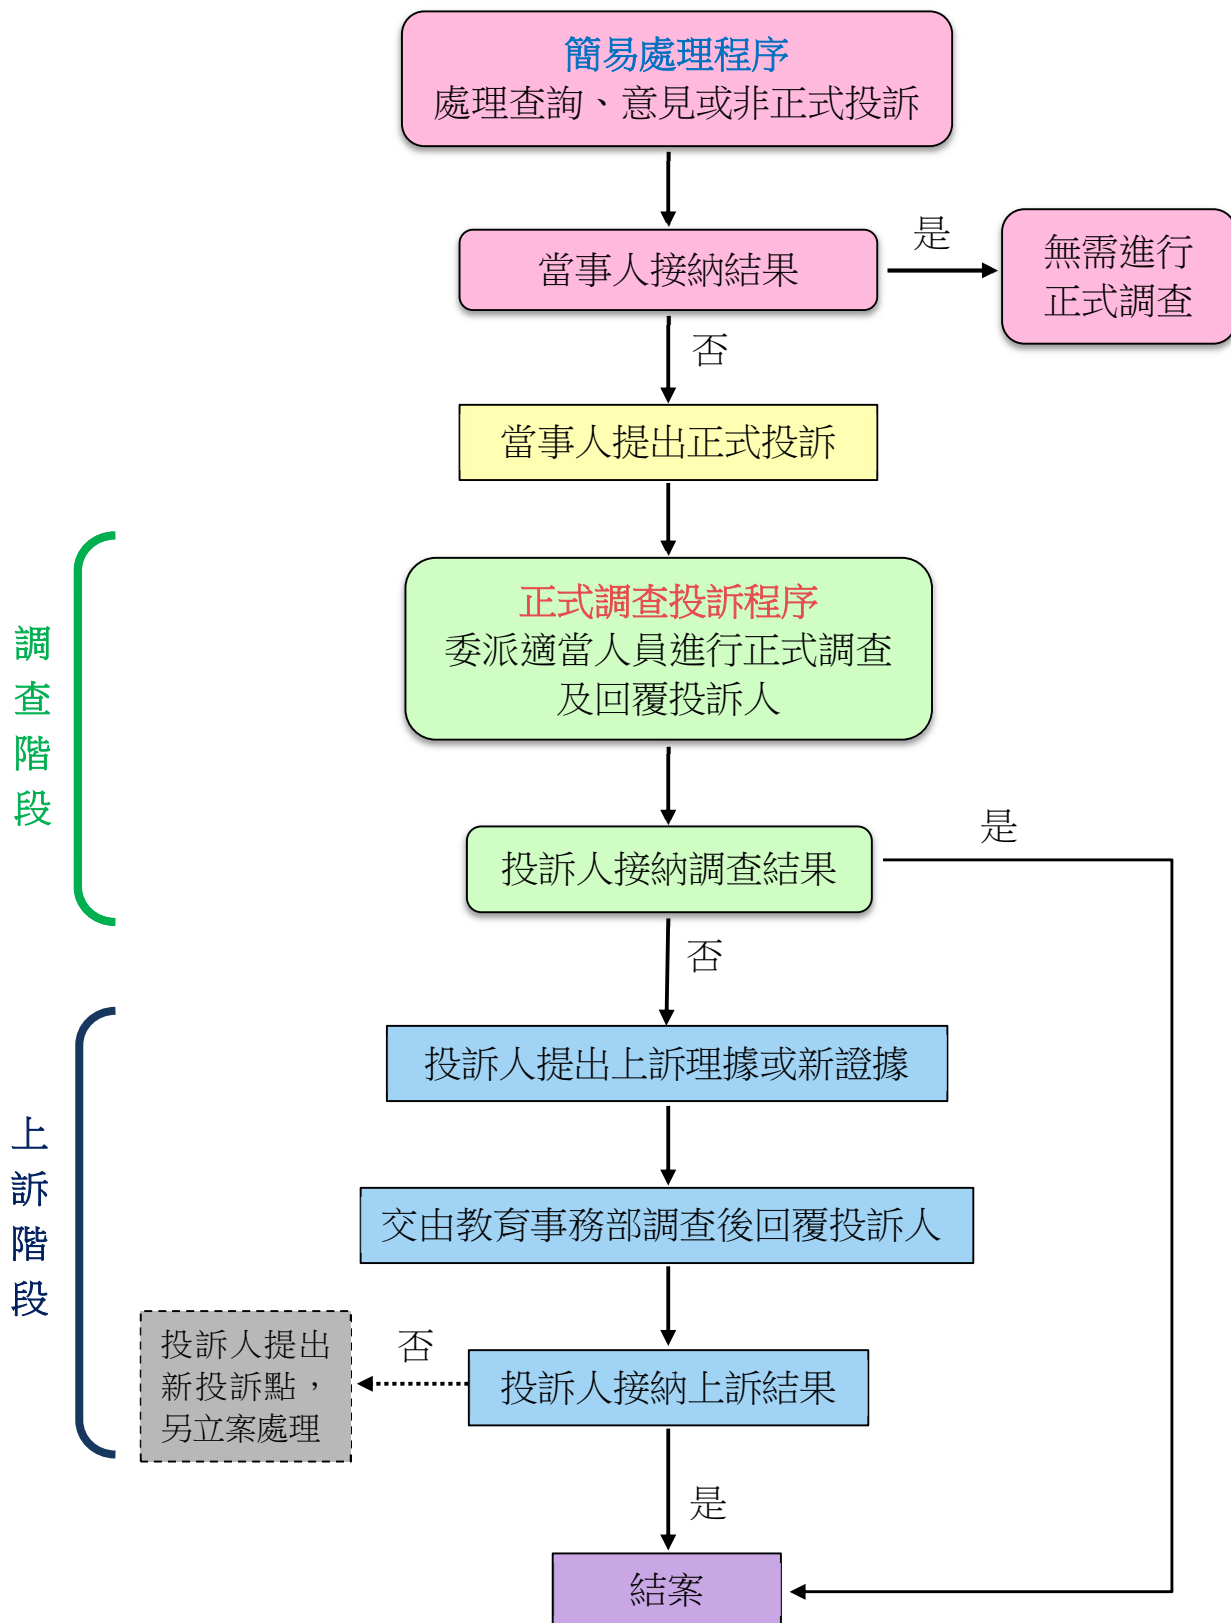 簡易處理程序
處理查詢、意見或非正式投訴
當事人接納結果
是
無需進行
正式調查
否
當事人提出正式投訴
調查階段
正式調查投訴程序
委派適當人員進行正式調查
及回覆投訴人
投訴人接納調查結果
是
否
上訴階段
投訴人提出上訴理據或新證據
交由教育事務部調查後回覆投訴人
投訴人接納上訴結果
否
投訴人提出
新投訴點，
另立案處理
是
結案